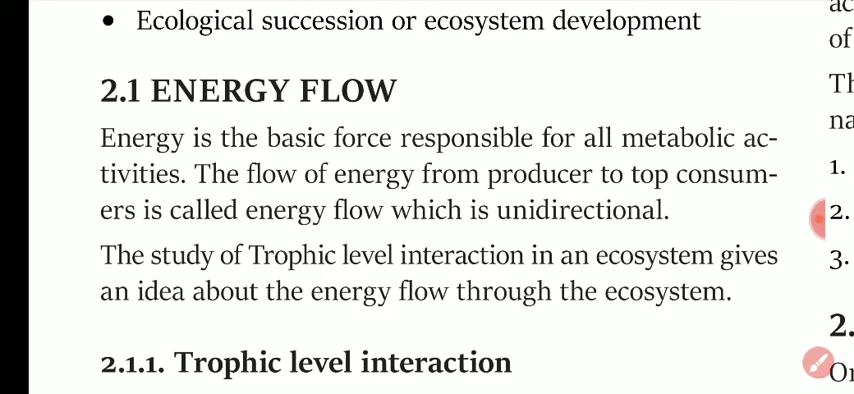 • Ecological succession or ecosystem development
2.1 ENERGY FLOW
Energy is the basic force responsible for all metabolic ac-
tivities. The flow of energy from producer to top consum-
ers is called energy flow which is unidirectional.
The study of Trophic level interaction in an ecosystem gives
an idea about the energy flow through the ecosystem.
2.1.1. Trophic level interaction
of
1.
2.
3.
2.